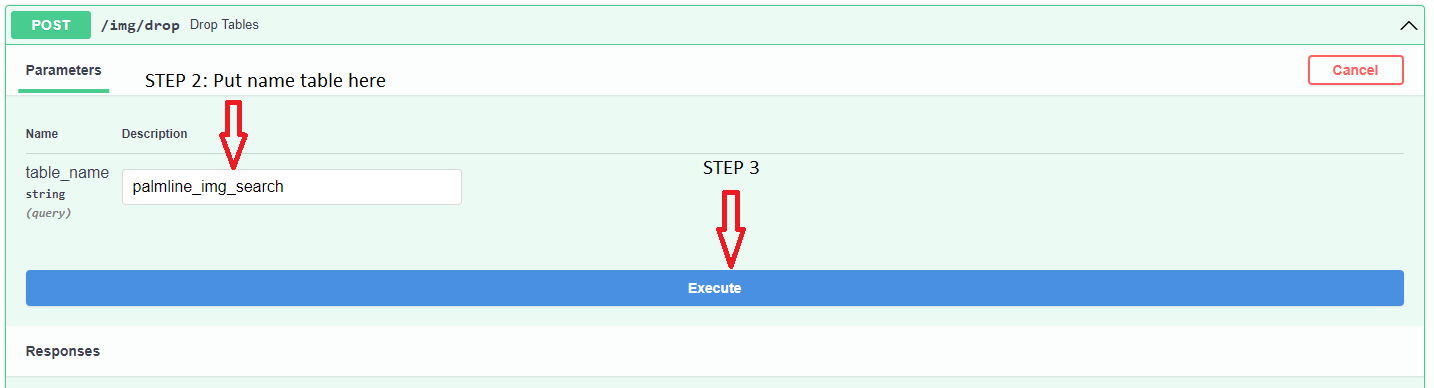 POST /img/drop Drop Tables
Parameters
STEP 2: Put name table here
Cancel
Name Description
table_name
string
(query)
palmline_img_search
STEP 3
Execute
Responses